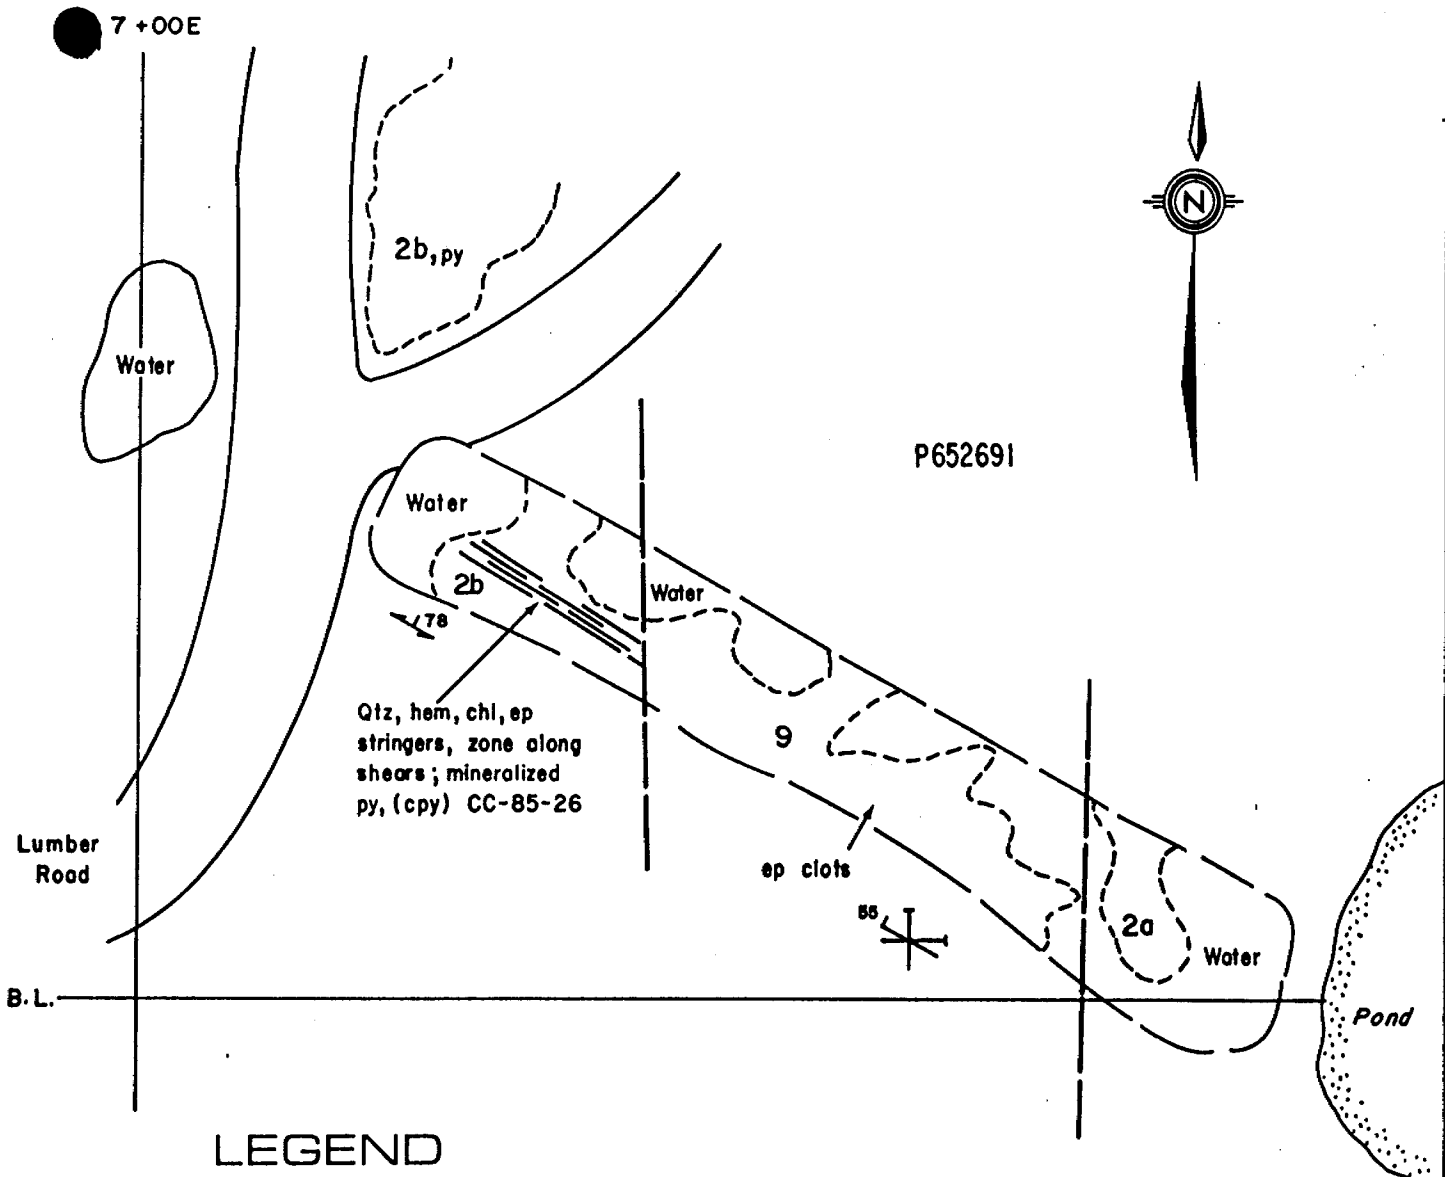 7+00E
N
2b, py
Water
P652691
Water
Water
2b
78
Qtz, hem, chl, ep
stringers, zone along
shears; mineralized
py, (cpy) CC-85-26
9
Lumber
Road
ep clots
55
2a
Water
B.L.
Pond
LEGEND